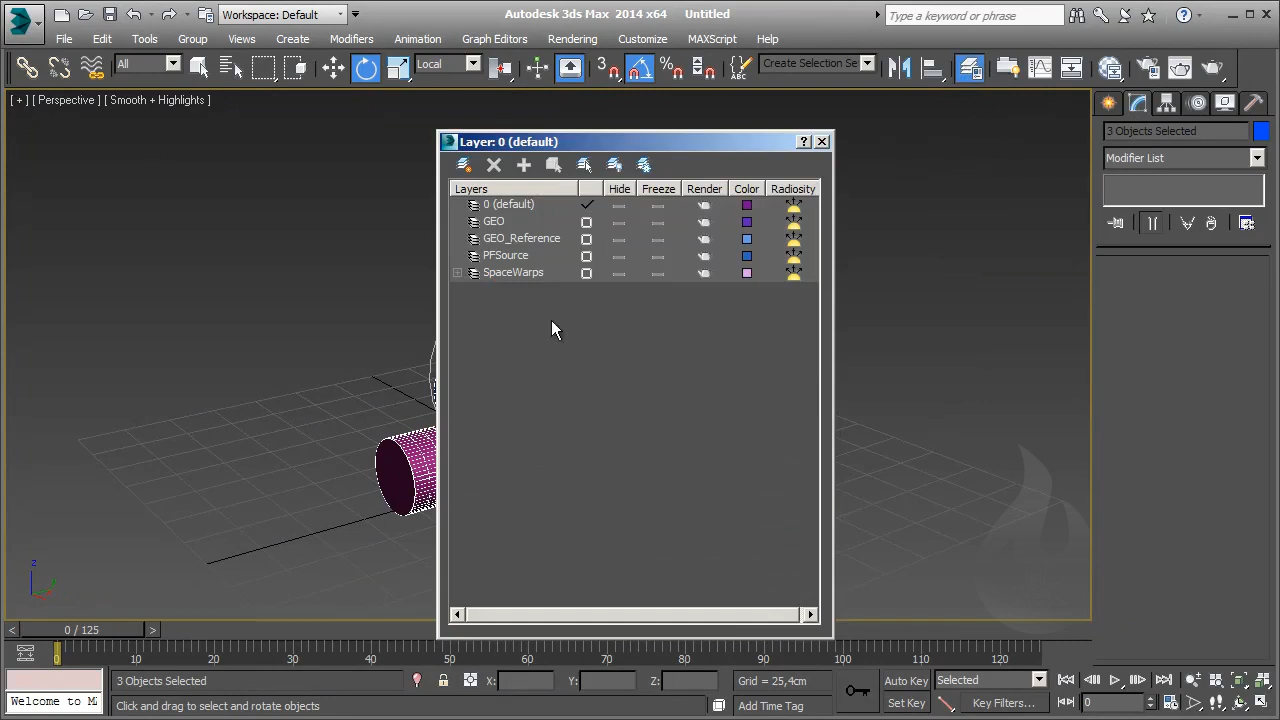 Workspace: Default
Autodesk 3ds Max 2014 x64 Untitled
Type a keyword or phrase
File Edit Tools Group Views Create Modifiers Animation Graph Editors Rendering Customize MAXScript Help
All
Local
3
Create Selection Se
[ + ] [ Perspective ] [ Smooth + Highlights ]
3 Objects Selected
Modifier List
Layer: 0 (default)
Layers Hide Freeze Render Color Radiosity
0 (default)
GEO
GEO_Reference
PFSource
SpaceWarps
z
0 / 125
0 10 20 30 40 50 60 70 80 90 100 110 120
3 Objects Selected X: Y: Z: Grid = 25,4cm Auto Key Selected
Welcome to M
Click and drag to select and rotate objects Add Time Tag Set Key Key Filters... 0